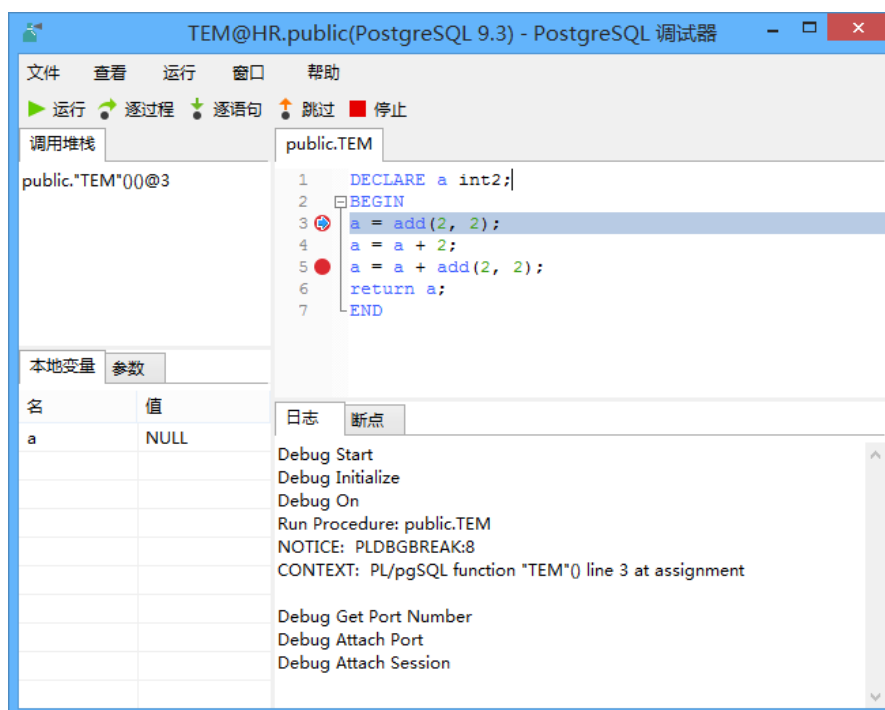 TEM@HR.public(PostgreSQL 9.3) - PostgreSQL 调试器
文件 查看 运行 窗口 帮助
运行 逐过程 逐语句 跳过 停止
调用堆栈
public."TEM"()()@3
public.TEM
1 DECLARE a int2;
2 BEGIN
3 a = add(2, 2);
4 a = a + 2;
5 a = a + add(2, 2);
6 return a;
7 END
本地变量 参数
名 值
a NULL
日志 断点
Debug Start
Debug Initialize
Debug On
Run Procedure: public.TEM
NOTICE: PLDBGBREAK:8
CONTEXT: PL/pgSQL function "TEM"() line 3 at assignment
Debug Get Port Number
Debug Attach Port
Debug Attach Session